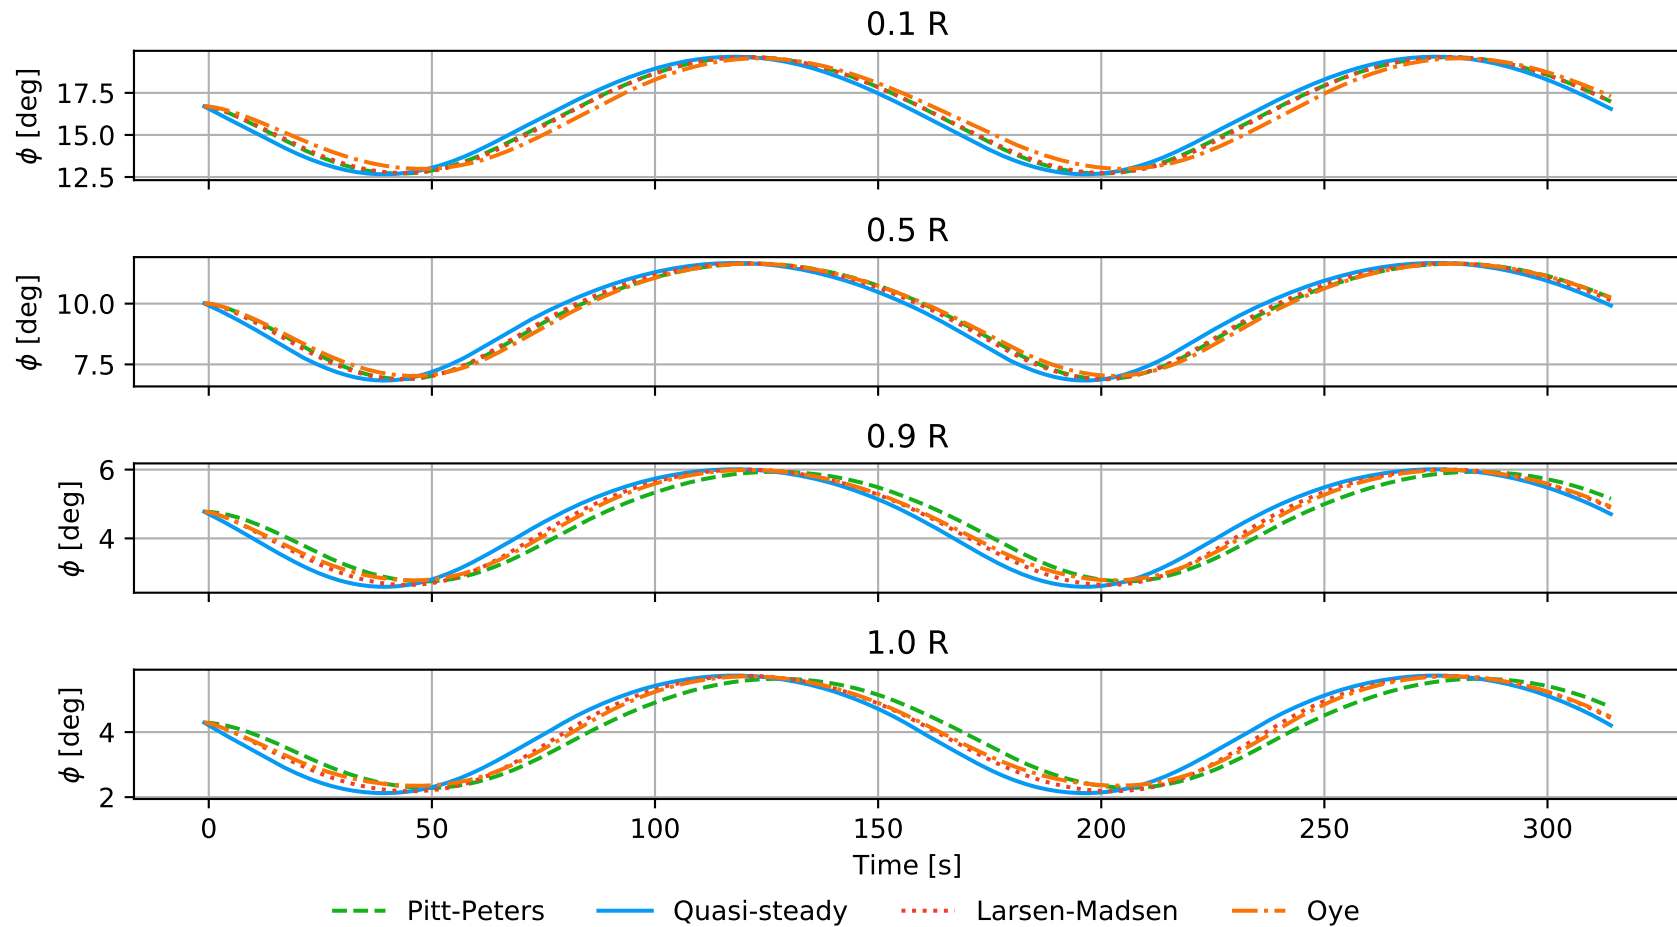 0.1 R
ϕ [deg]
17.5
15.0
12.5
0.5 R
ϕ [deg]
10.0
7.5
0.9 R
ϕ [deg]
6
4
1.0 R
ϕ [deg]
4
2
0 50 100 150 200 250 300
Time [s]
Pitt-Peters Quasi-steady Larsen-Madsen Oye